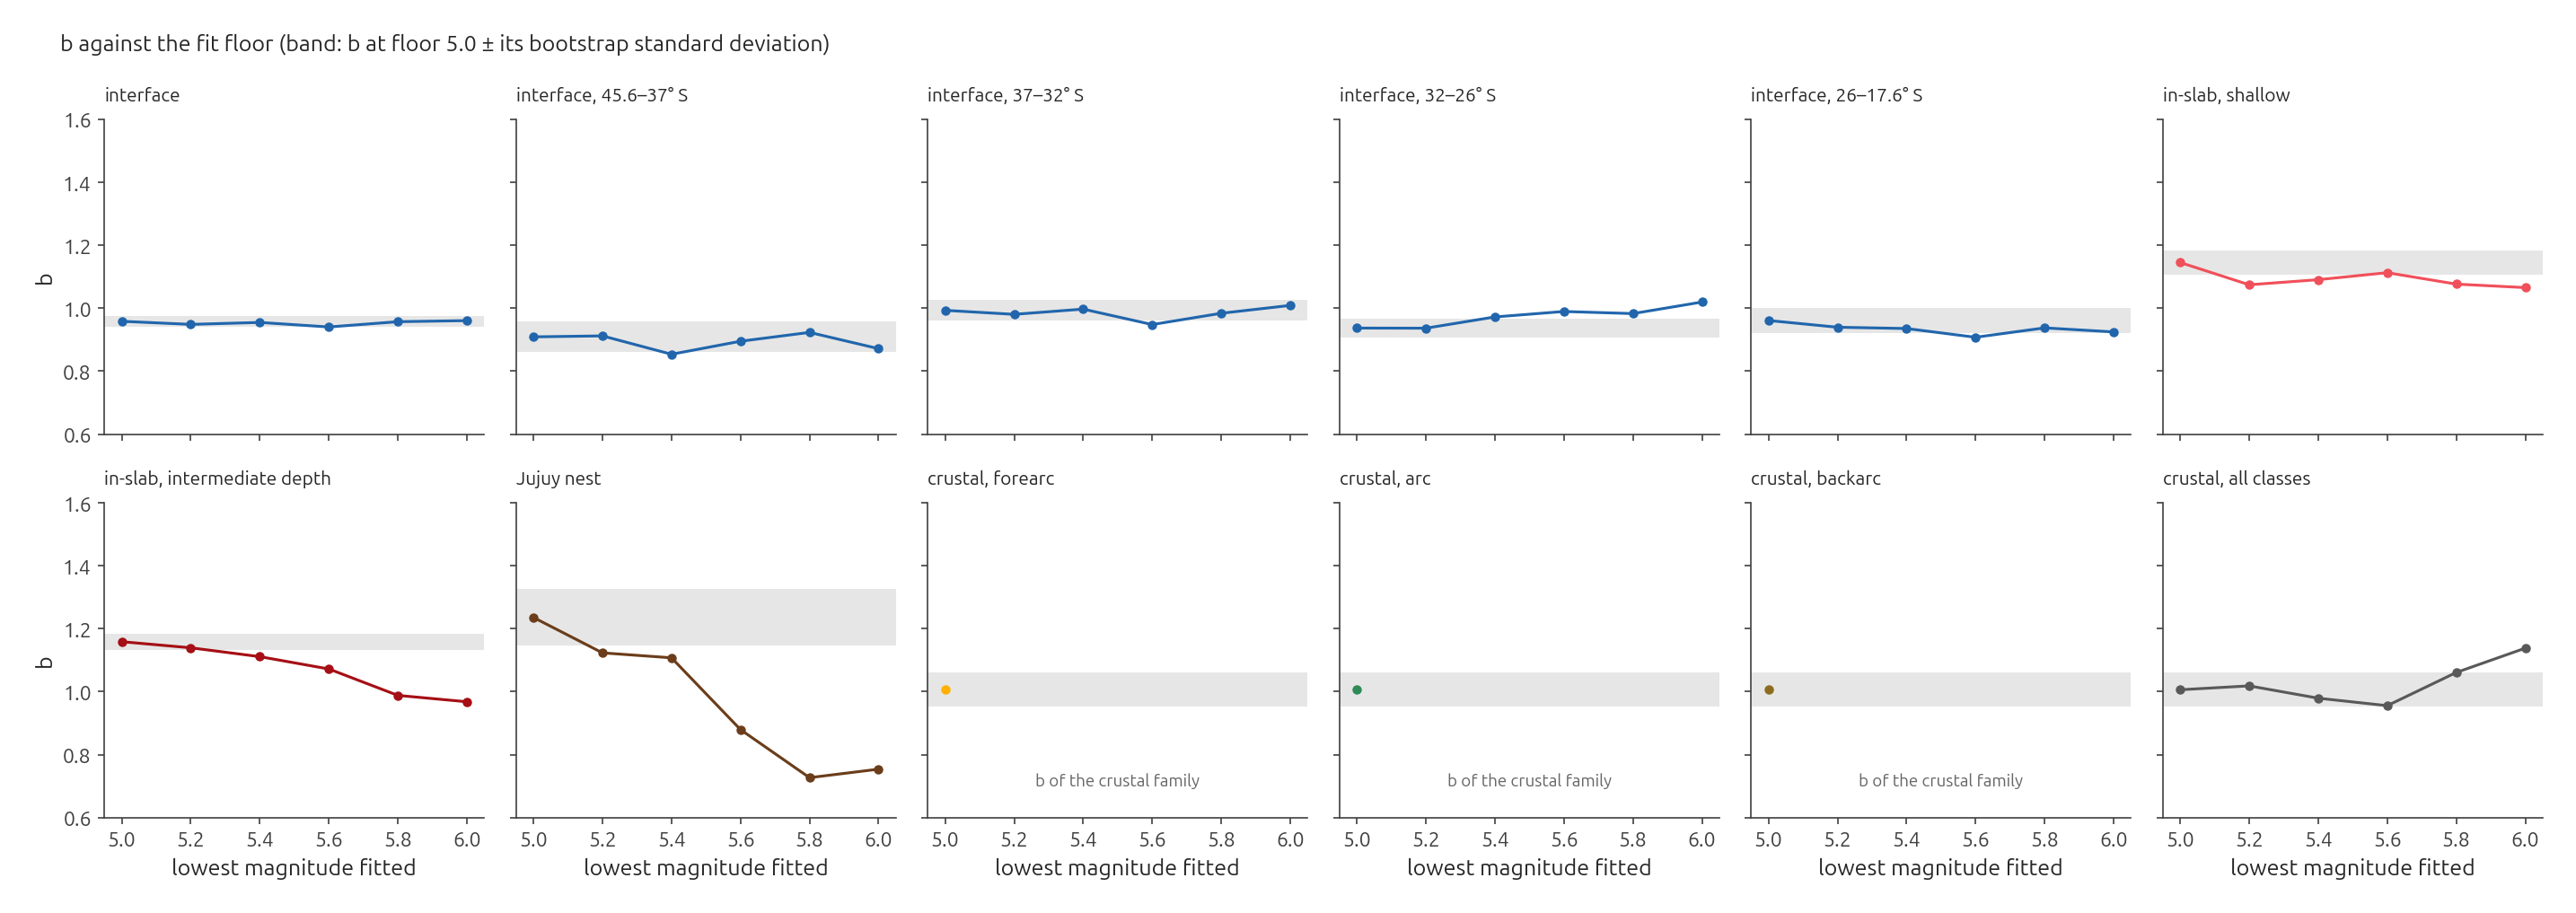 b against the fit floor (band: b at floor 5.0 ± its bootstrap standard deviation)
interface
interface, 45.6–37° S
interface, 37–32° S
interface, 32–26° S
interface, 26–17.6° S
in-slab, shallow
1.6
1.4
1.2
1.0
0.8
0.6
b
in-slab, intermediate depth
Jujuy nest
crustal, forearc
crustal, arc
crustal, backarc
crustal, all classes
1.6
1.4
1.2
1.0
0.8
0.6
b
b of the crustal family
b of the crustal family
b of the crustal family
5.0 5.2 5.4 5.6 5.8 6.0
5.0 5.2 5.4 5.6 5.8 6.0
5.0 5.2 5.4 5.6 5.8 6.0
5.0 5.2 5.4 5.6 5.8 6.0
5.0 5.2 5.4 5.6 5.8 6.0
5.0 5.2 5.4 5.6 5.8 6.0
lowest magnitude fitted
lowest magnitude fitted
lowest magnitude fitted
lowest magnitude fitted
lowest magnitude fitted
lowest magnitude fitted